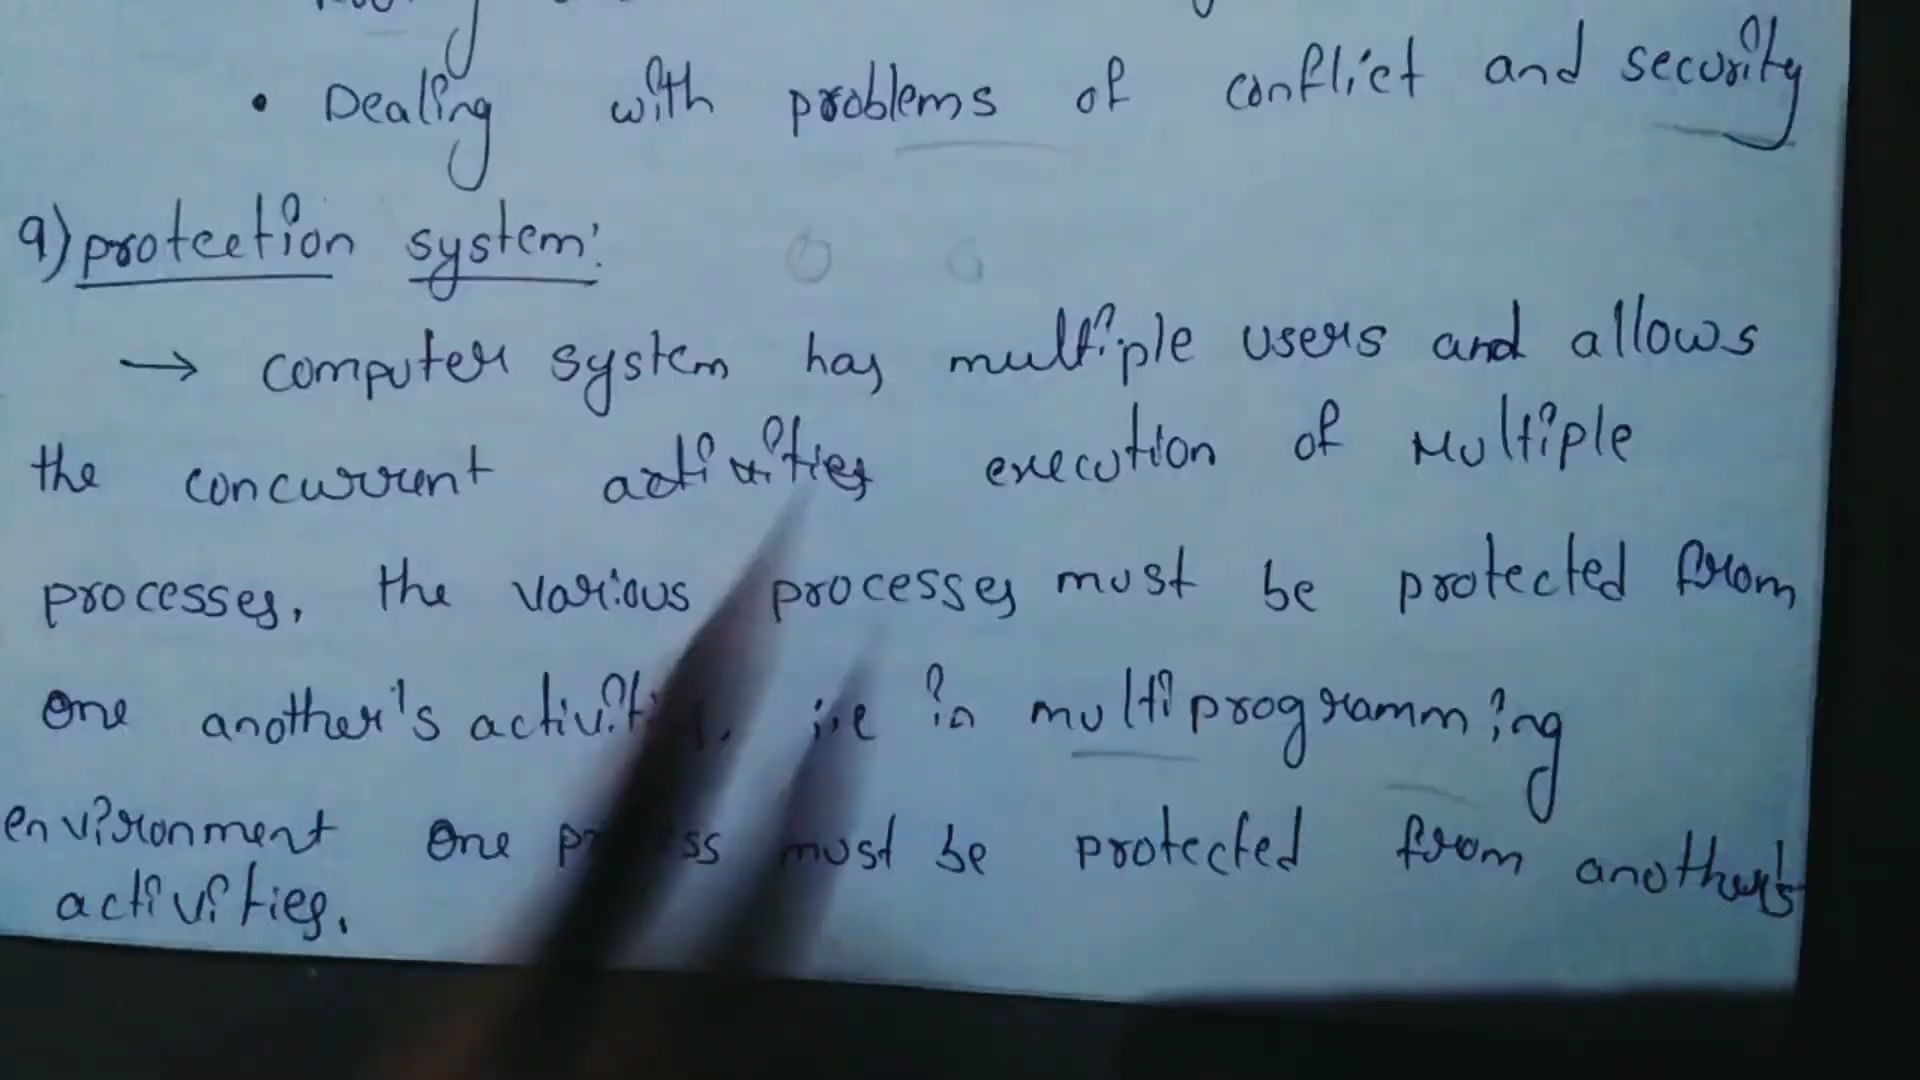 • Dealing with problems of conflict and security
9) protection system:
→ computer system has multiple users and allows
the concurrent activities execution of Multiple
processes, the various processes must be protected from
one another's i.e in multiprogramming
environment one must be protected from another's
activities.